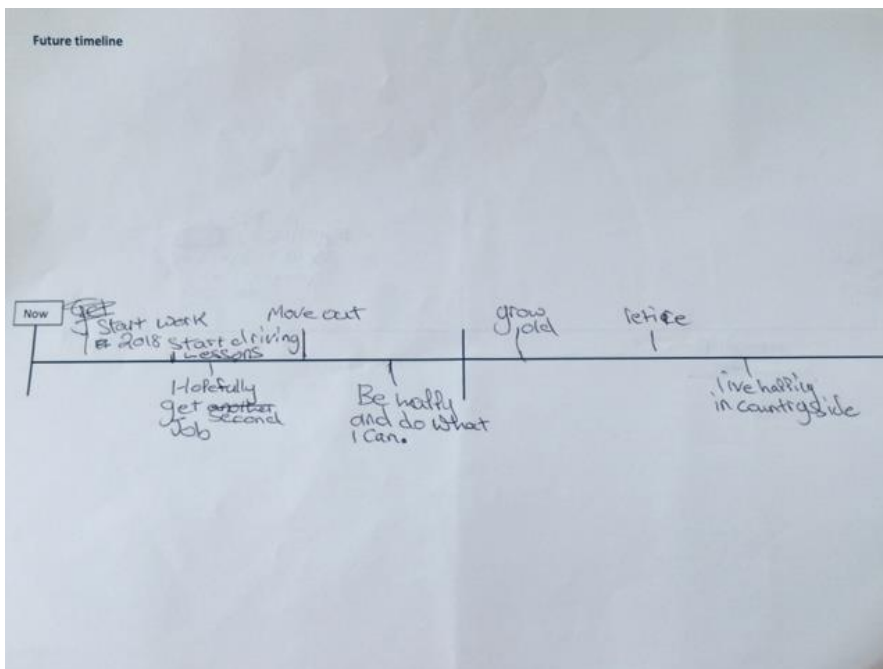 Future timeline
Now
get
Start work
2018
Start driving
Lessons
Hopefully
get another second
Job
Move out
Be happy
and do what
I can.
grow
old
retire
live happily
in countryside